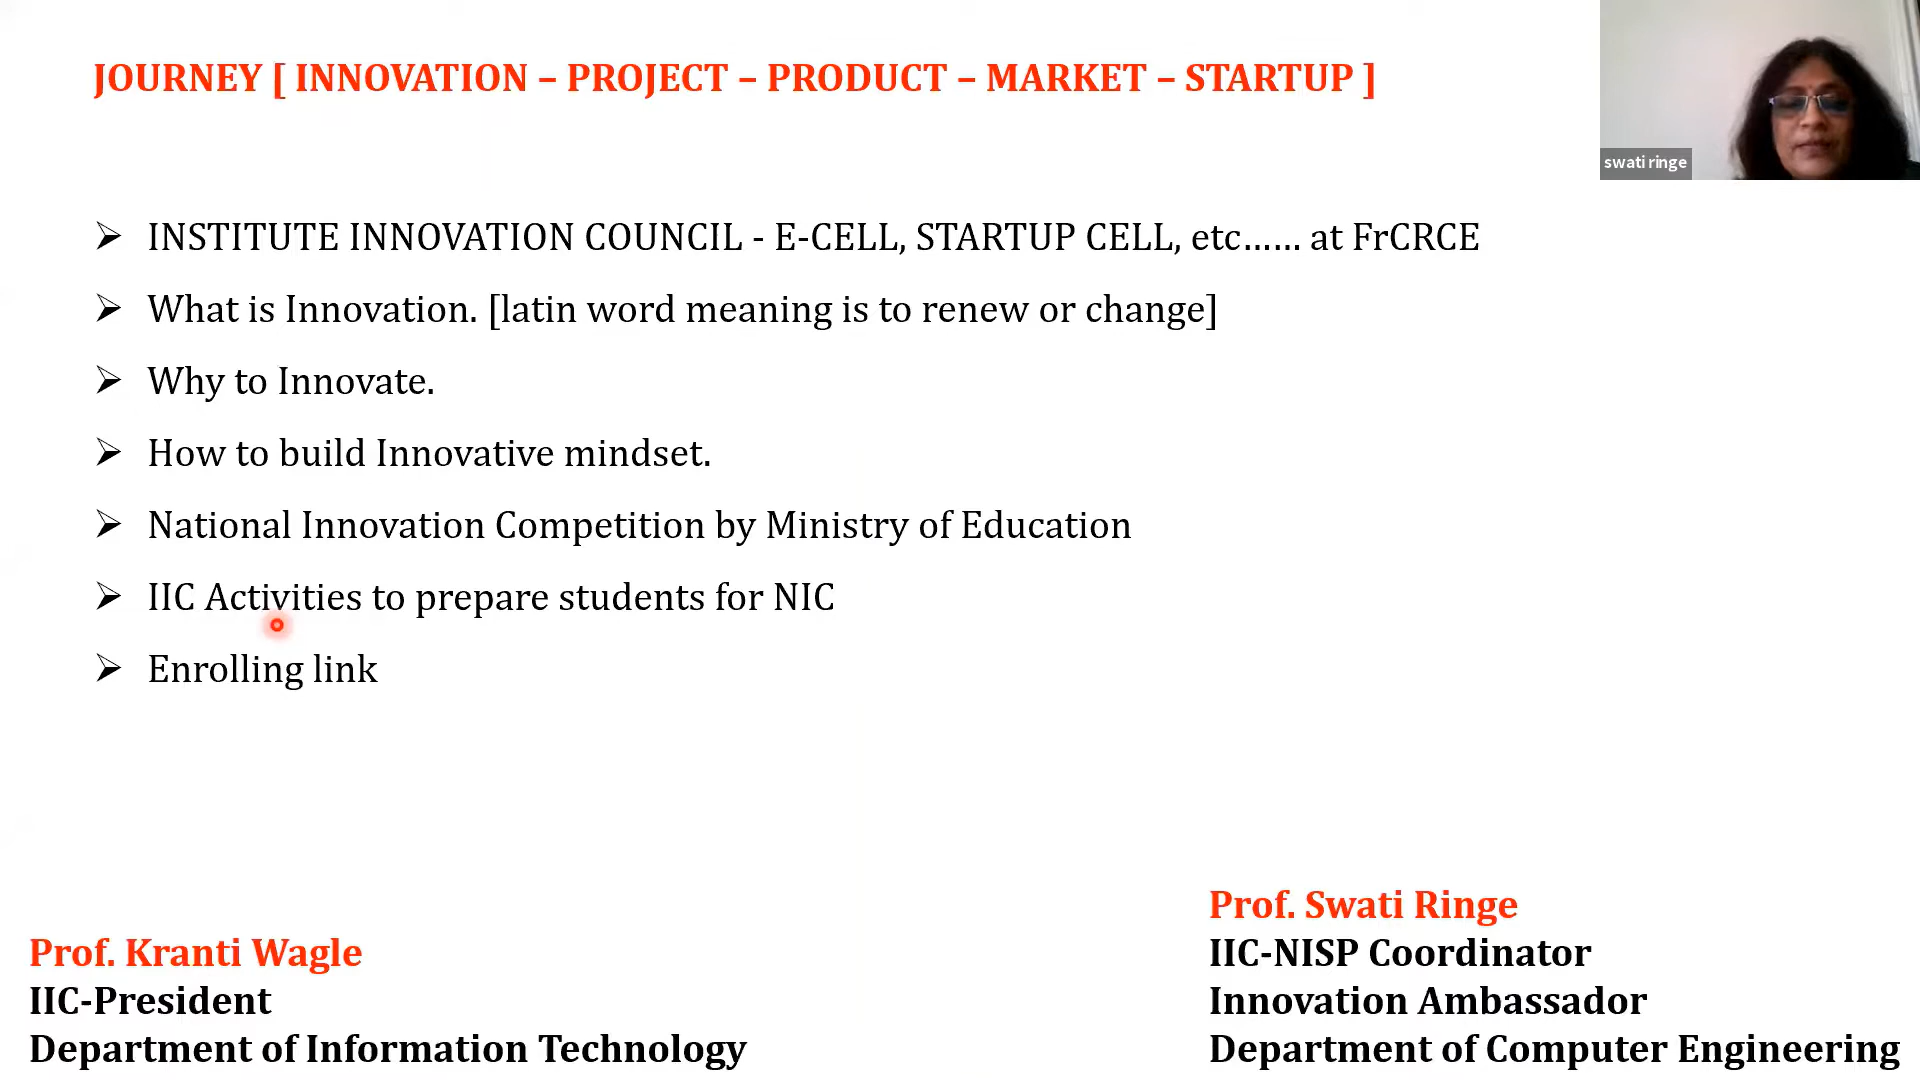 JOURNEY [ INNOVATION – PROJECT – PRODUCT – MARKET – STARTUP ]
swati ringe
INSTITUTE INNOVATION COUNCIL - E-CELL, STARTUP CELL, etc…… at FrCRCE
What is Innovation. [latin word meaning is to renew or change]
Why to Innovate.
How to build Innovative mindset.
National Innovation Competition by Ministry of Education
IIC Activities to prepare students for NIC
Enrolling link
Prof. Kranti Wagle
IIC-President
Department of Information Technology
Prof. Swati Ringe
IIC-NISP Coordinator
Innovation Ambassador
Department of Computer Engineering